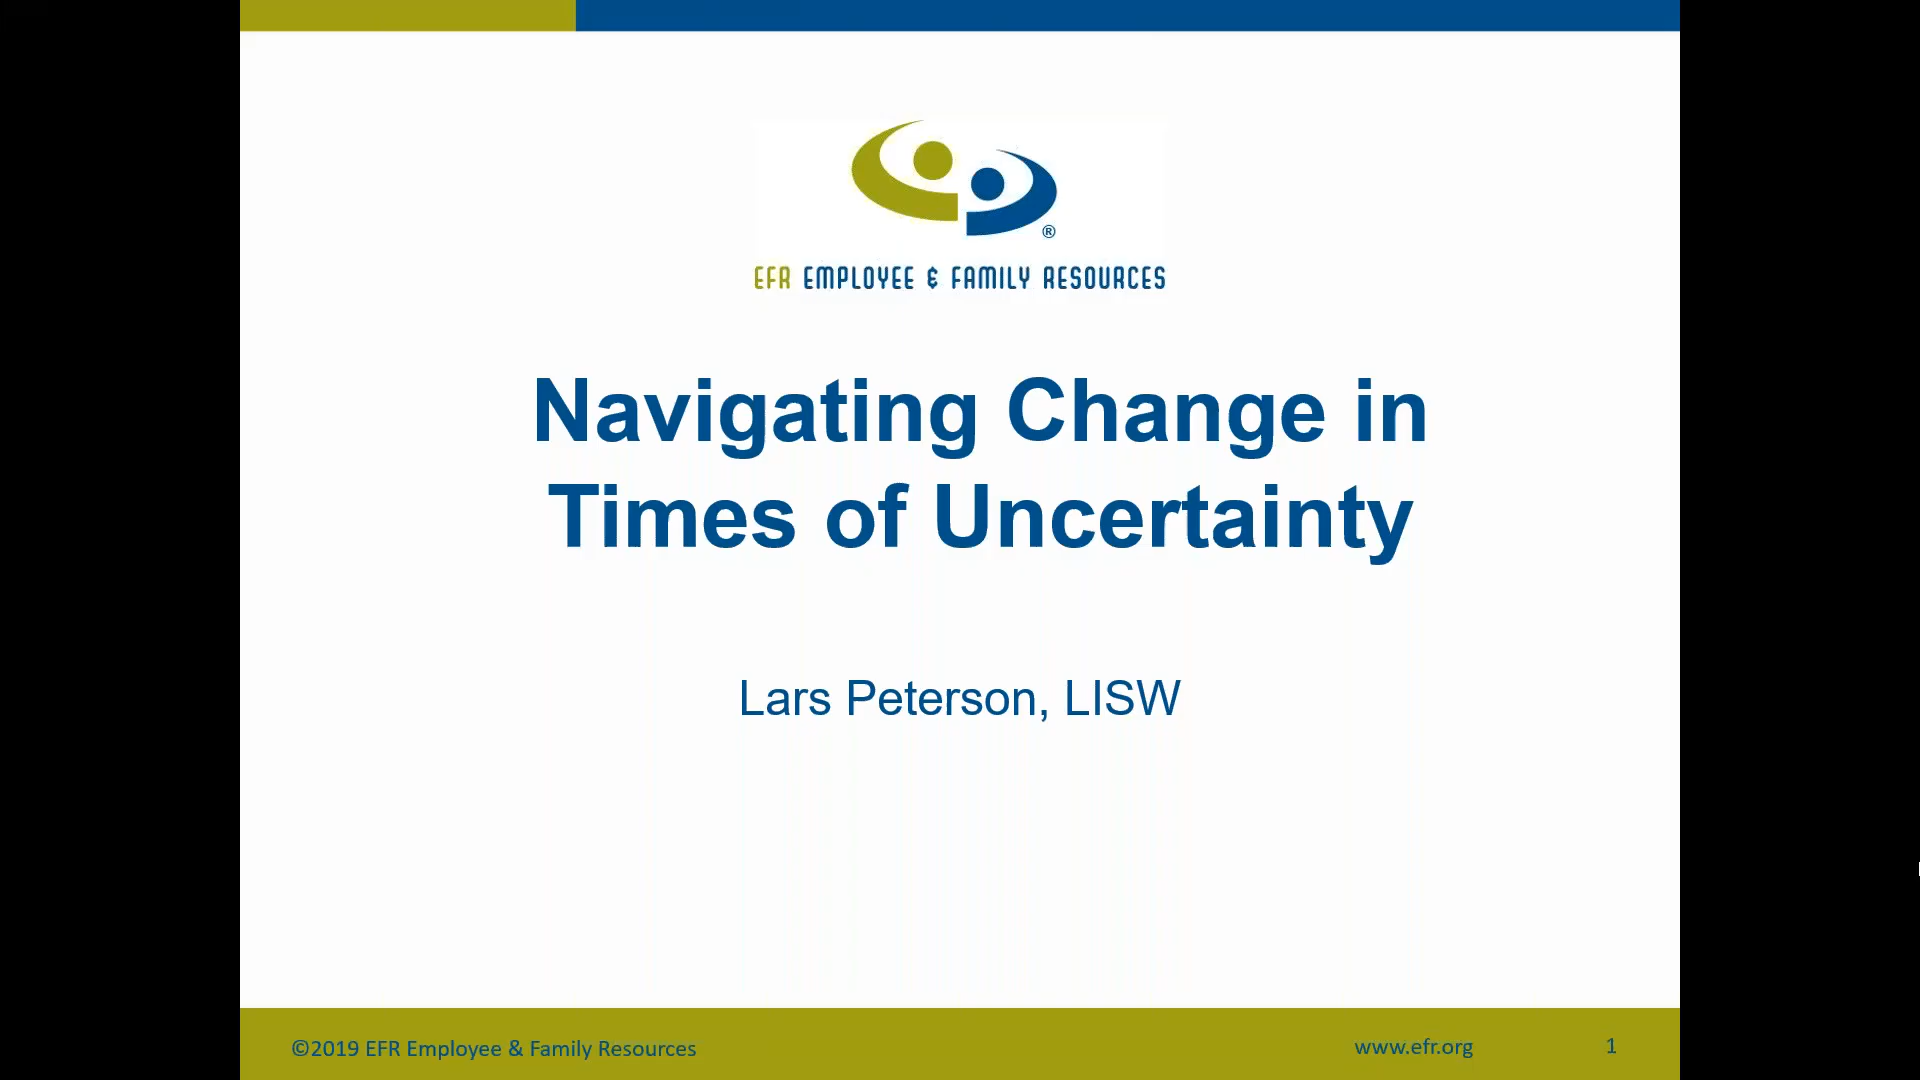 ®
EFR EMPLOYEE & FAMILY RESOURCES
Navigating Change in
Times of Uncertainty
Lars Peterson, LISW
©2019 EFR Employee & Family Resources
www.efr.org
1